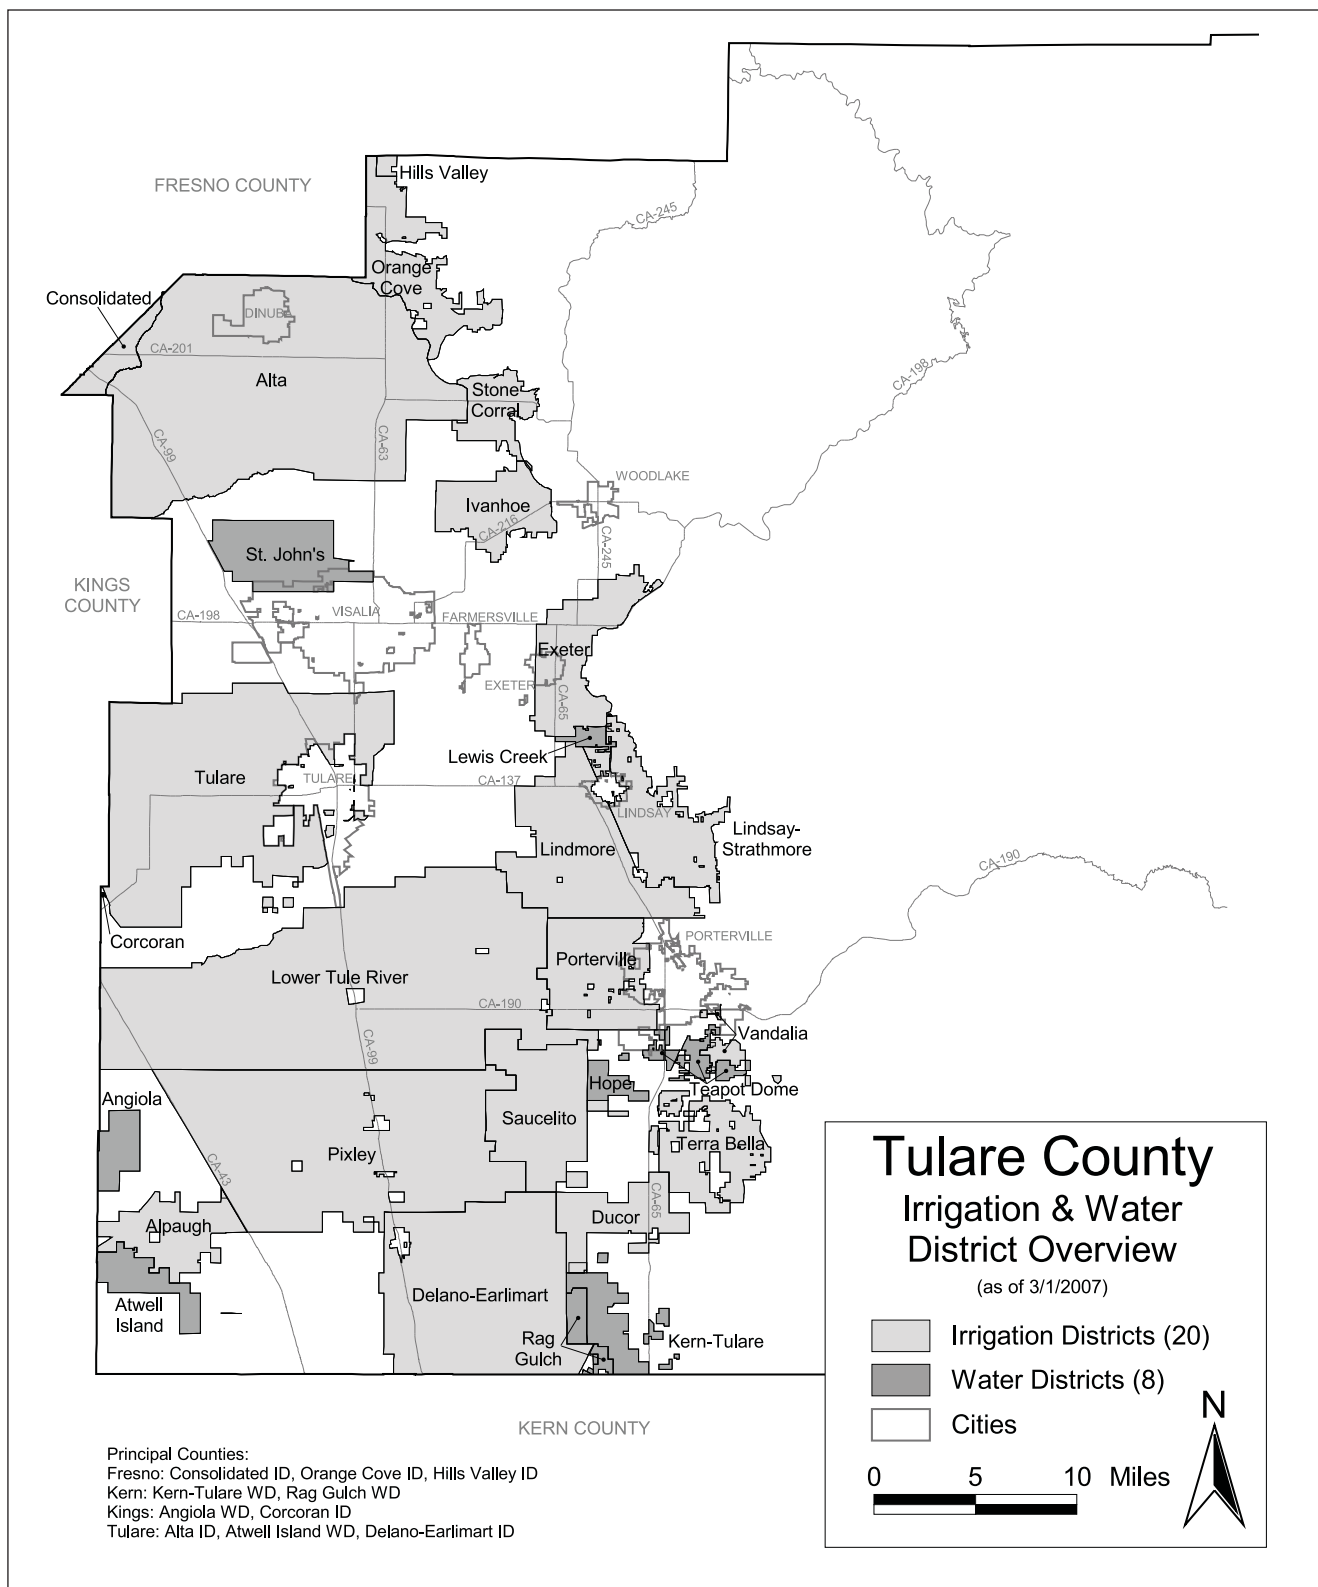 Hills Valley
FRESNO COUNTY
CA-245
Orange
Cove
Consolidated
DINUBA
CA-201
CA-198
Alta
Stone
Corral
CA-99
CA-63
WOODLAKE
Ivanhoe
CA-216
CA-245
St. John's
KINGS
COUNTY
CA-198
VISALIA
FARMERSVILLE
Exeter
EXETER
CA-65
Lewis Creek
Tulare
TULARE
CA-137
LINDSAY
Lindsay-
Strathmore
Lindmore
CA-190
Corcoran
PORTERVILLE
Porterville
Lower Tule River
CA-190
Vandalia
CA-99
Hope
Teapot Dome
Angiola
Saucelito
Terra Bella
Pixley
CA-43
CA-65
Alpaugh
Ducor
Delano-Earlimart
Atwell
Island
Rag
Gulch
Kern-Tulare
KERN COUNTY
Tulare County
Irrigation & Water
District Overview
(as of 3/1/2007)
Irrigation Districts (20)
Water Districts (8)
Cities
N
0 5 10 Miles
Principal Counties:
Fresno: Consolidated ID, Orange Cove ID, Hills Valley ID
Kern: Kern-Tulare WD, Rag Gulch WD
Kings: Angiola WD, Corcoran ID
Tulare: Alta ID, Atwell Island WD, Delano-Earlimart ID